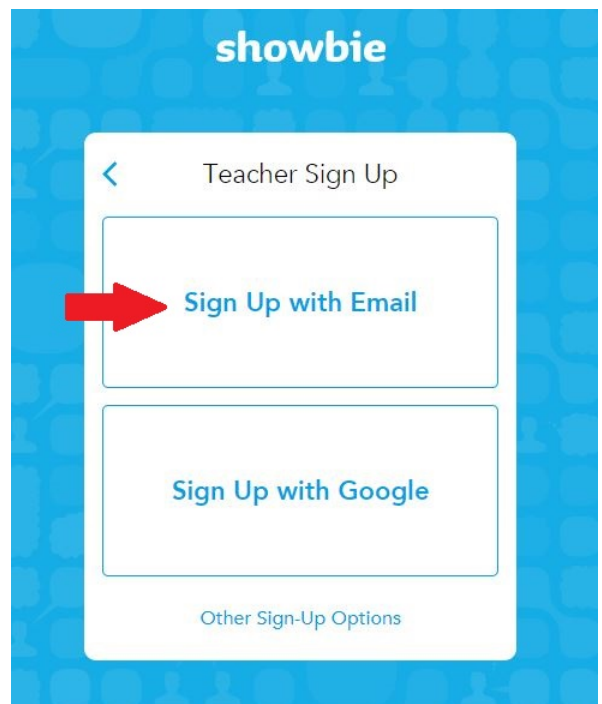 showbie
Teacher Sign Up
Sign Up with Email
Sign Up with Google
Other Sign-Up Options